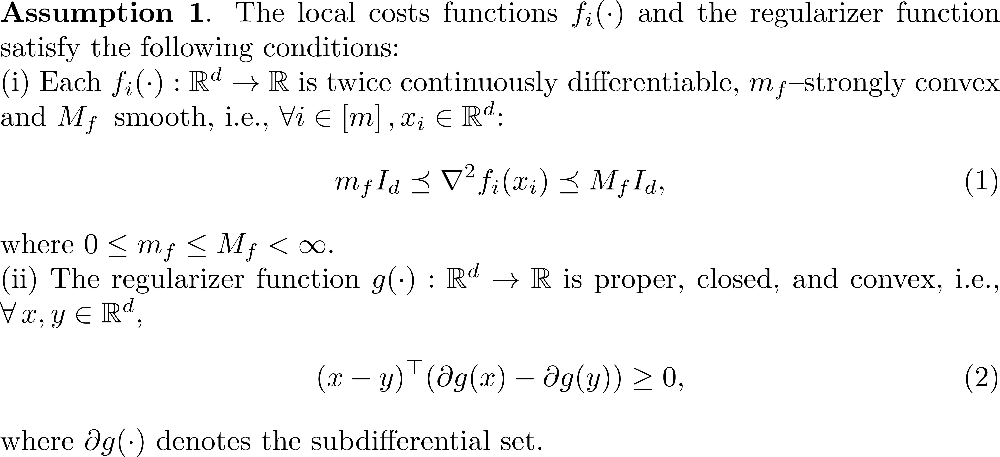 Assumption 1. The local costs functions $f_i(\cdot)$ and the regularizer function
satisfy the following conditions:
(i) Each $f_i(\cdot) : \mathbb{R}^d \to \mathbb{R}$ is twice continuously differentiable, $m_f$–strongly convex
and $M_f$–smooth, i.e., $\forall i \in [m], x_i \in \mathbb{R}^d$:
$m_f I_d \preceq \nabla^2 f_i(x_i) \preceq M_f I_d,$ (1)
where $0 \leq m_f \leq M_f < \infty$.
(ii) The regularizer function $g(\cdot) : \mathbb{R}^d \to \mathbb{R}$ is proper, closed, and convex, i.e.,
$\forall x, y \in \mathbb{R}^d$,
$(x - y)^\top (\partial g(x) - \partial g(y)) \geq 0,$ (2)
where $\partial g(\cdot)$ denotes the subdifferential set.